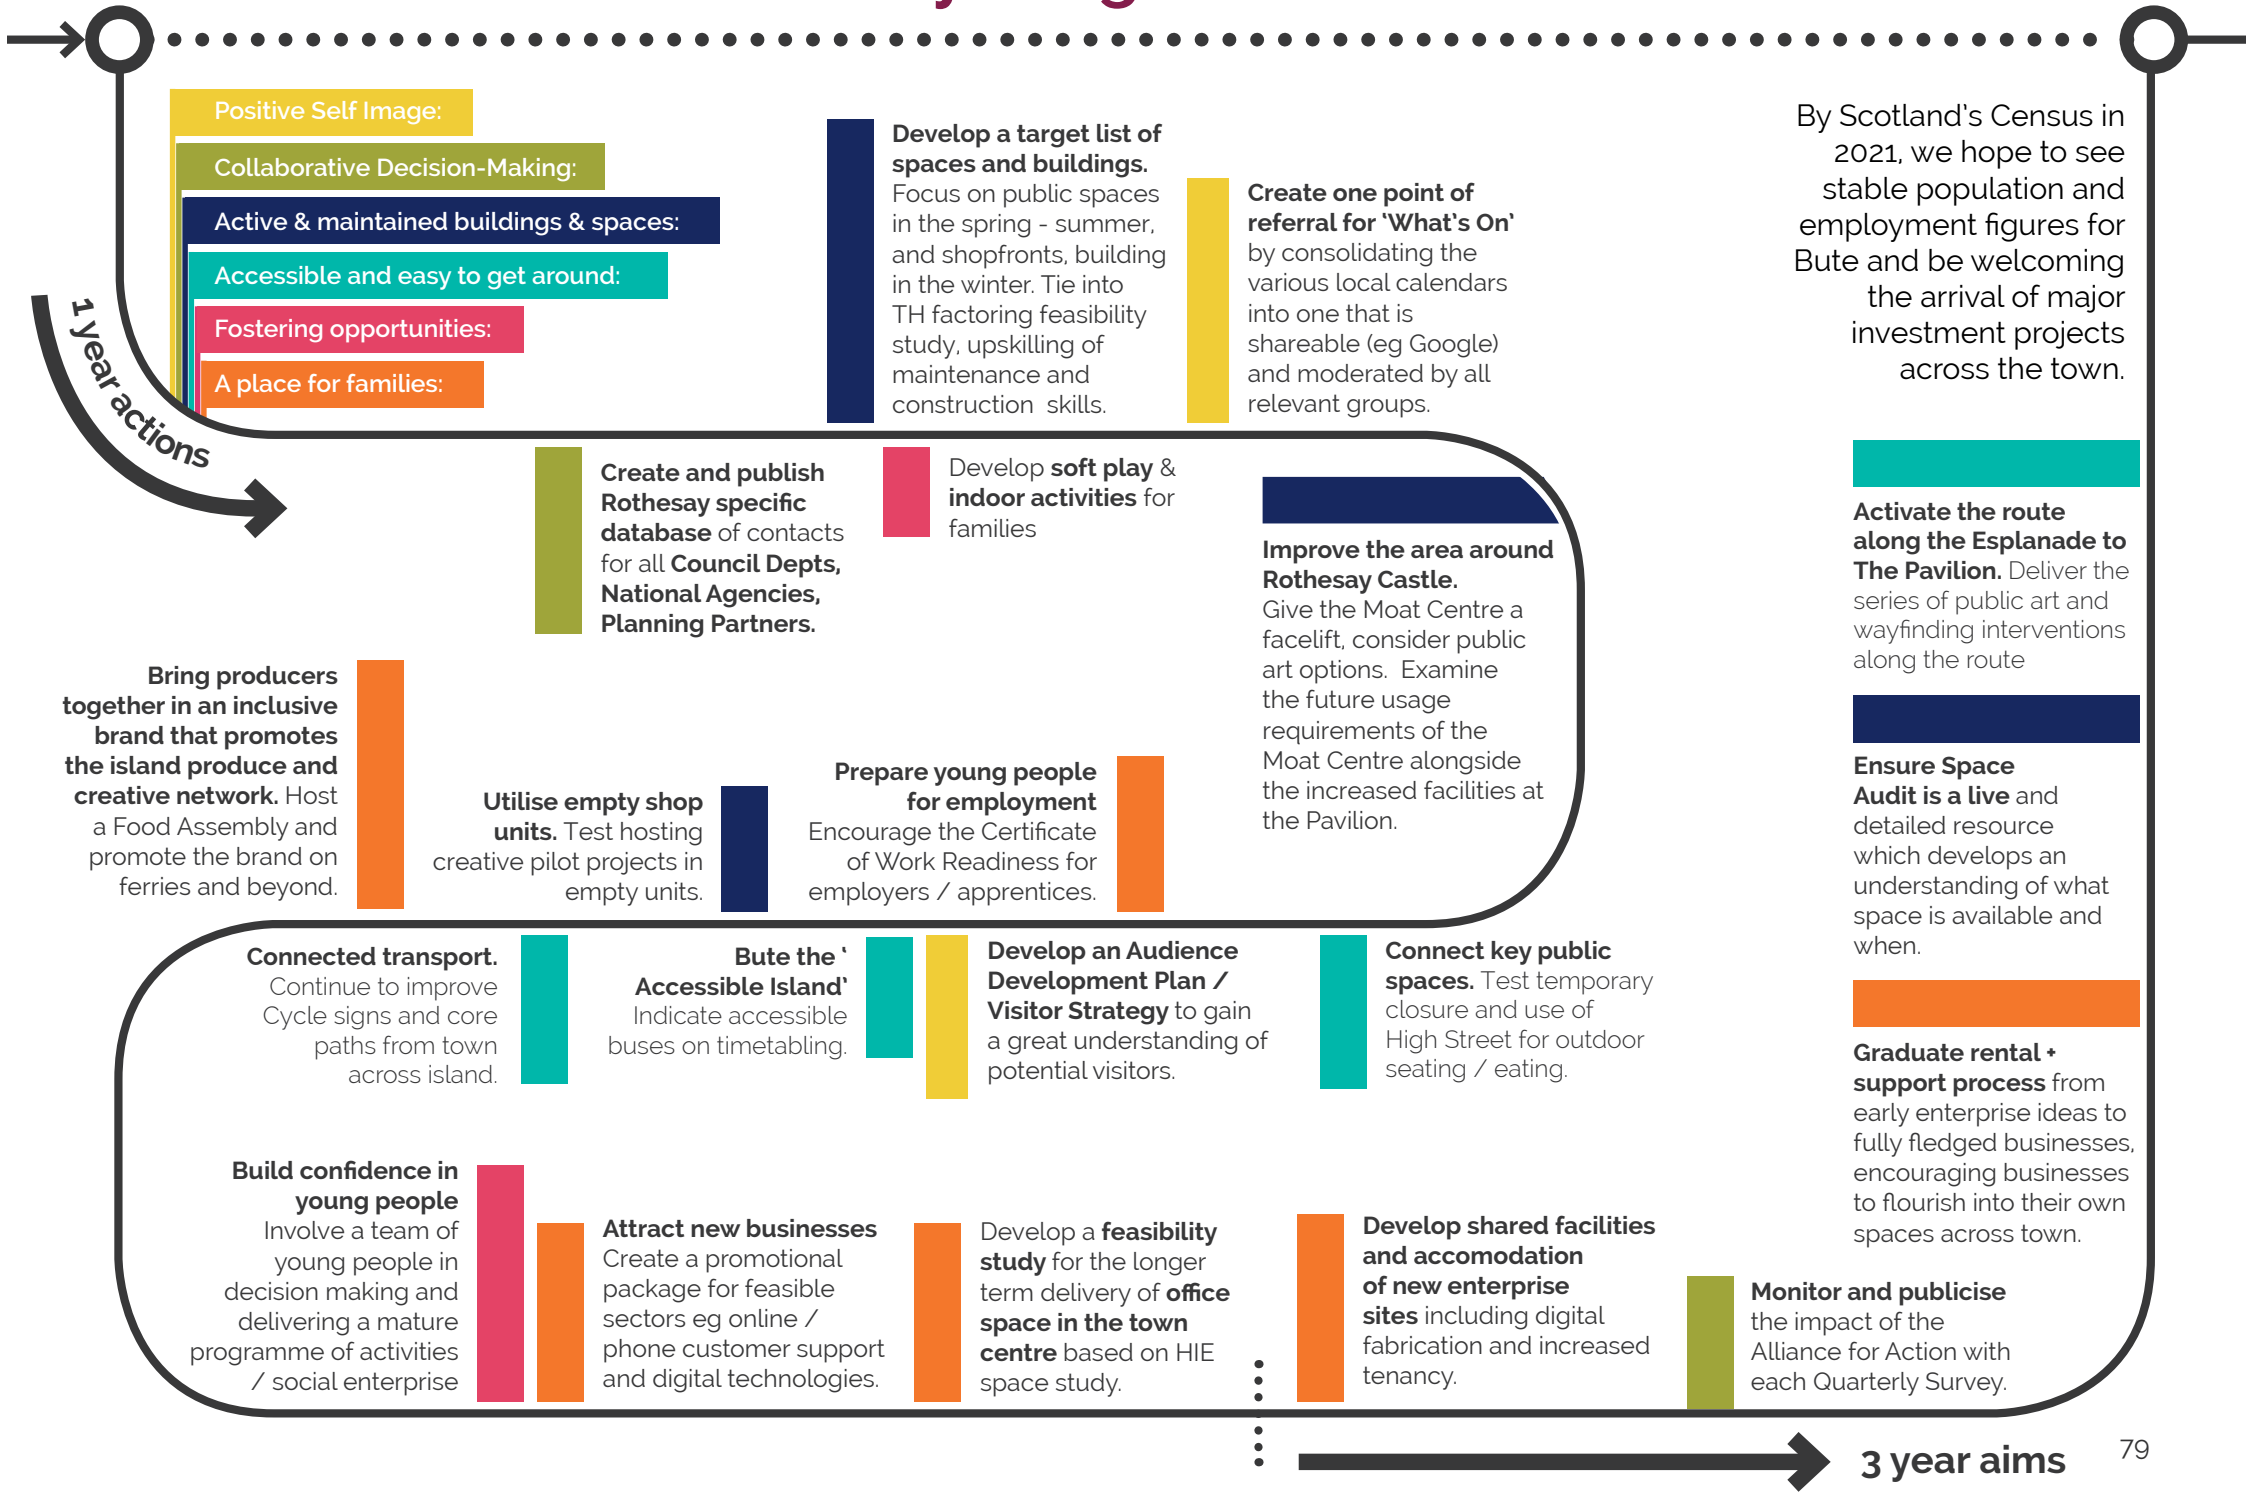 Positive Self Image:
Collaborative Decision-Making:
Active & maintained buildings & spaces:
Accessible and easy to get around:
Fostering opportunities:
A place for families:
1 year actions
Develop a target list of
spaces and buildings.
Focus on public spaces
in the spring - summer,
and shopfronts, building
in the winter. Tie into
TH factoring feasibility
study, upskilling of
maintenance and
construction skills.
Create one point of
referral for ‘What’s On’
by consolidating the
various local calendars
into one that is
shareable (eg Google)
and moderated by all
relevant groups.
By Scotland’s Census in
2021, we hope to see
stable population and
employment figures for
Bute and be welcoming
the arrival of major
investment projects
across the town.
Create and publish
Rothesay specific
database of contacts
for all Council Depts,
National Agencies,
Planning Partners.
Develop soft play &
indoor activities for
families
Improve the area around
Rothesay Castle.
Give the Moat Centre a
facelift, consider public
art options. Examine
the future usage
requirements of the
Moat Centre alongside
the increased facilities at
the Pavilion.
Bring producers
together in an inclusive
brand that promotes
the island produce and
creative network. Host
a Food Assembly and
promote the brand on
ferries and beyond.
Utilise empty shop
units. Test hosting
creative pilot projects in
empty units.
Prepare young people
for employment
Encourage the Certificate
of Work Readiness for
employers / apprentices.
Connected transport.
Continue to improve
Cycle signs and core
paths from town
across island.
Bute the ‘
Accessible Island’
Indicate accessible
buses on timetabling.
Develop an Audience
Development Plan /
Visitor Strategy to gain
a great understanding of
potential visitors.
Connect key public
spaces. Test temporary
closure and use of
High Street for outdoor
seating / eating.
Build confidence in
young people
Involve a team of
young people in
decision making and
delivering a mature
programme of activities
/ social enterprise
Attract new businesses
Create a promotional
package for feasible
sectors eg online /
phone customer support
and digital technologies.
Develop a feasibility
study for the longer
term delivery of office
space in the town
centre based on HIE
space study.
Develop shared facilities
and accomodation
of new enterprise
sites including digital
fabrication and increased
tenancy.
Monitor and publicise
the impact of the
Alliance for Action with
each Quarterly Survey.
Activate the route
along the Esplanade to
The Pavilion. Deliver the
series of public art and
wayfinding interventions
along the route
Ensure Space
Audit is a live and
detailed resource
which develops an
understanding of what
space is available and
when.
Graduate rental +
support process from
early enterprise ideas to
fully fledged businesses,
encouraging businesses
to flourish into their own
spaces across town.
3 year aims
79